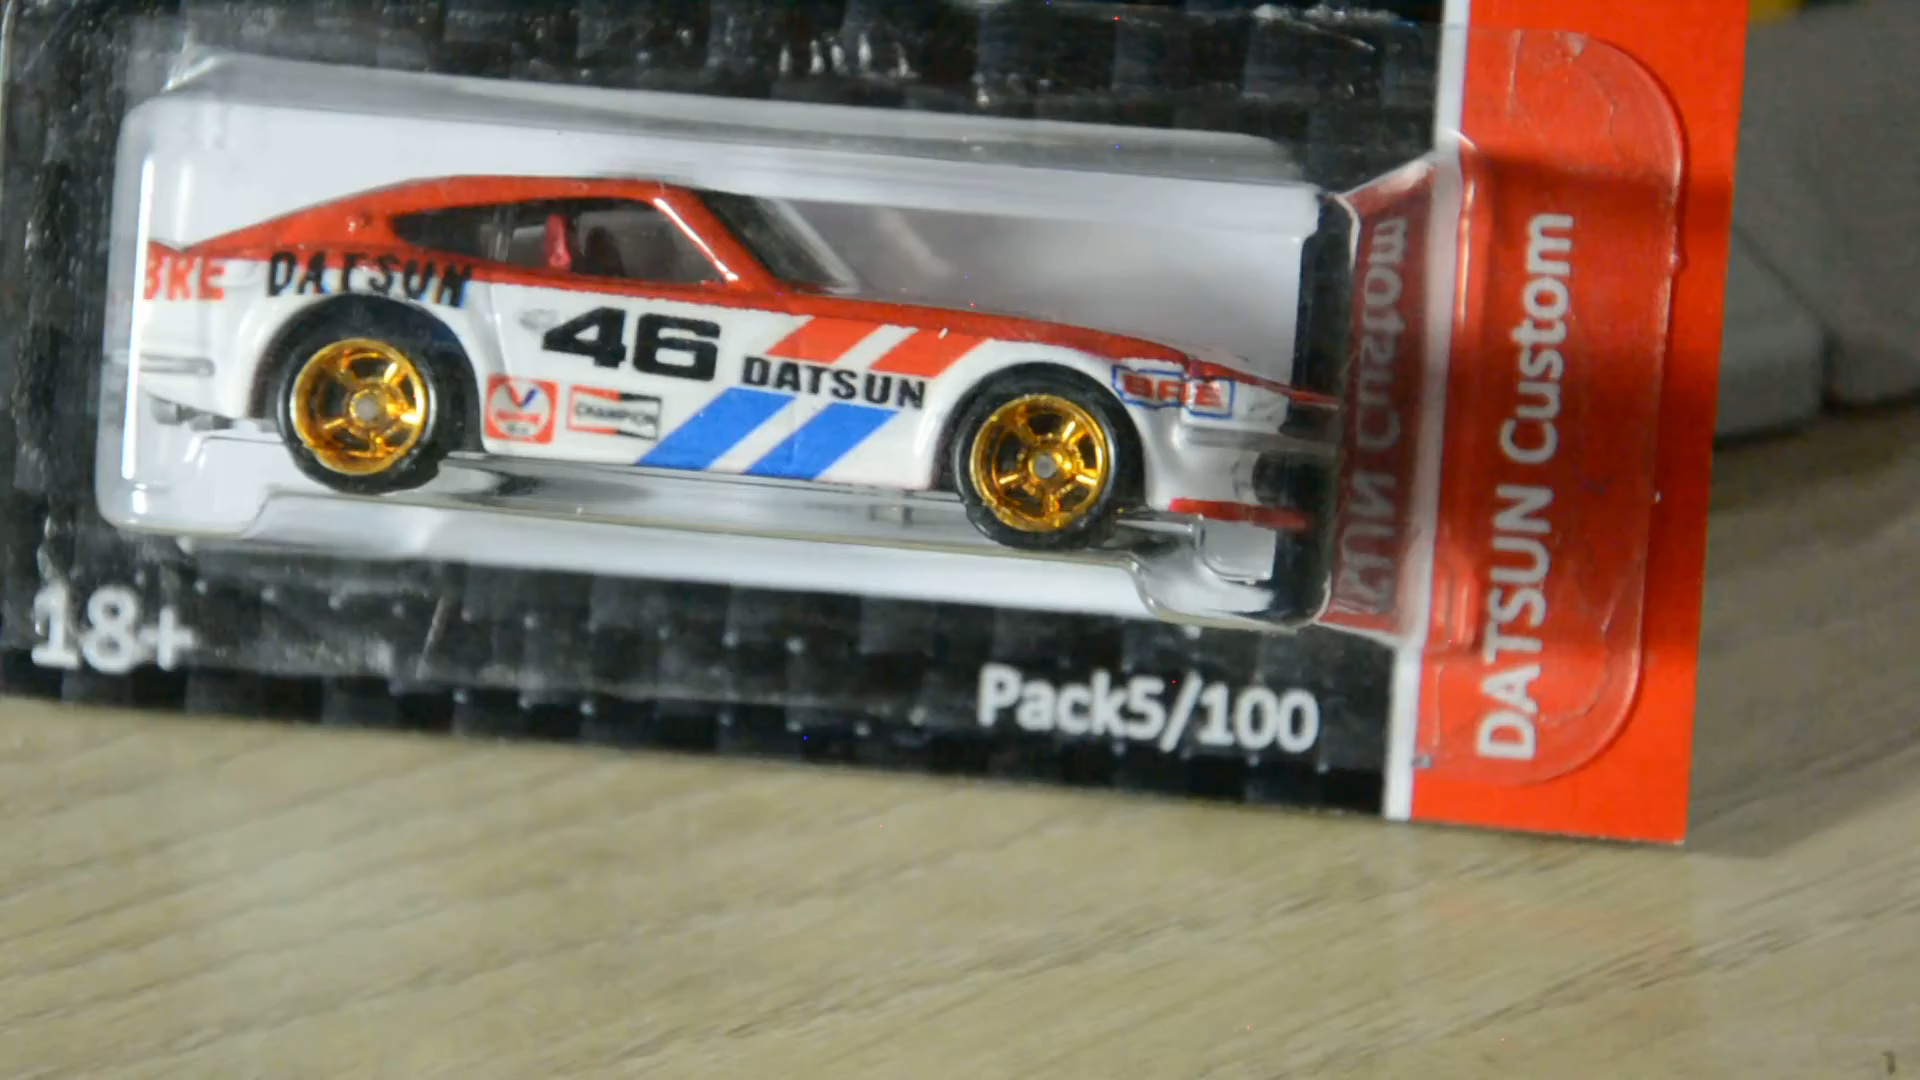 BRE DATSUN
46
DATSUN
CHAMPION
BRE
18+
Pack5/100
DATSUN Custom